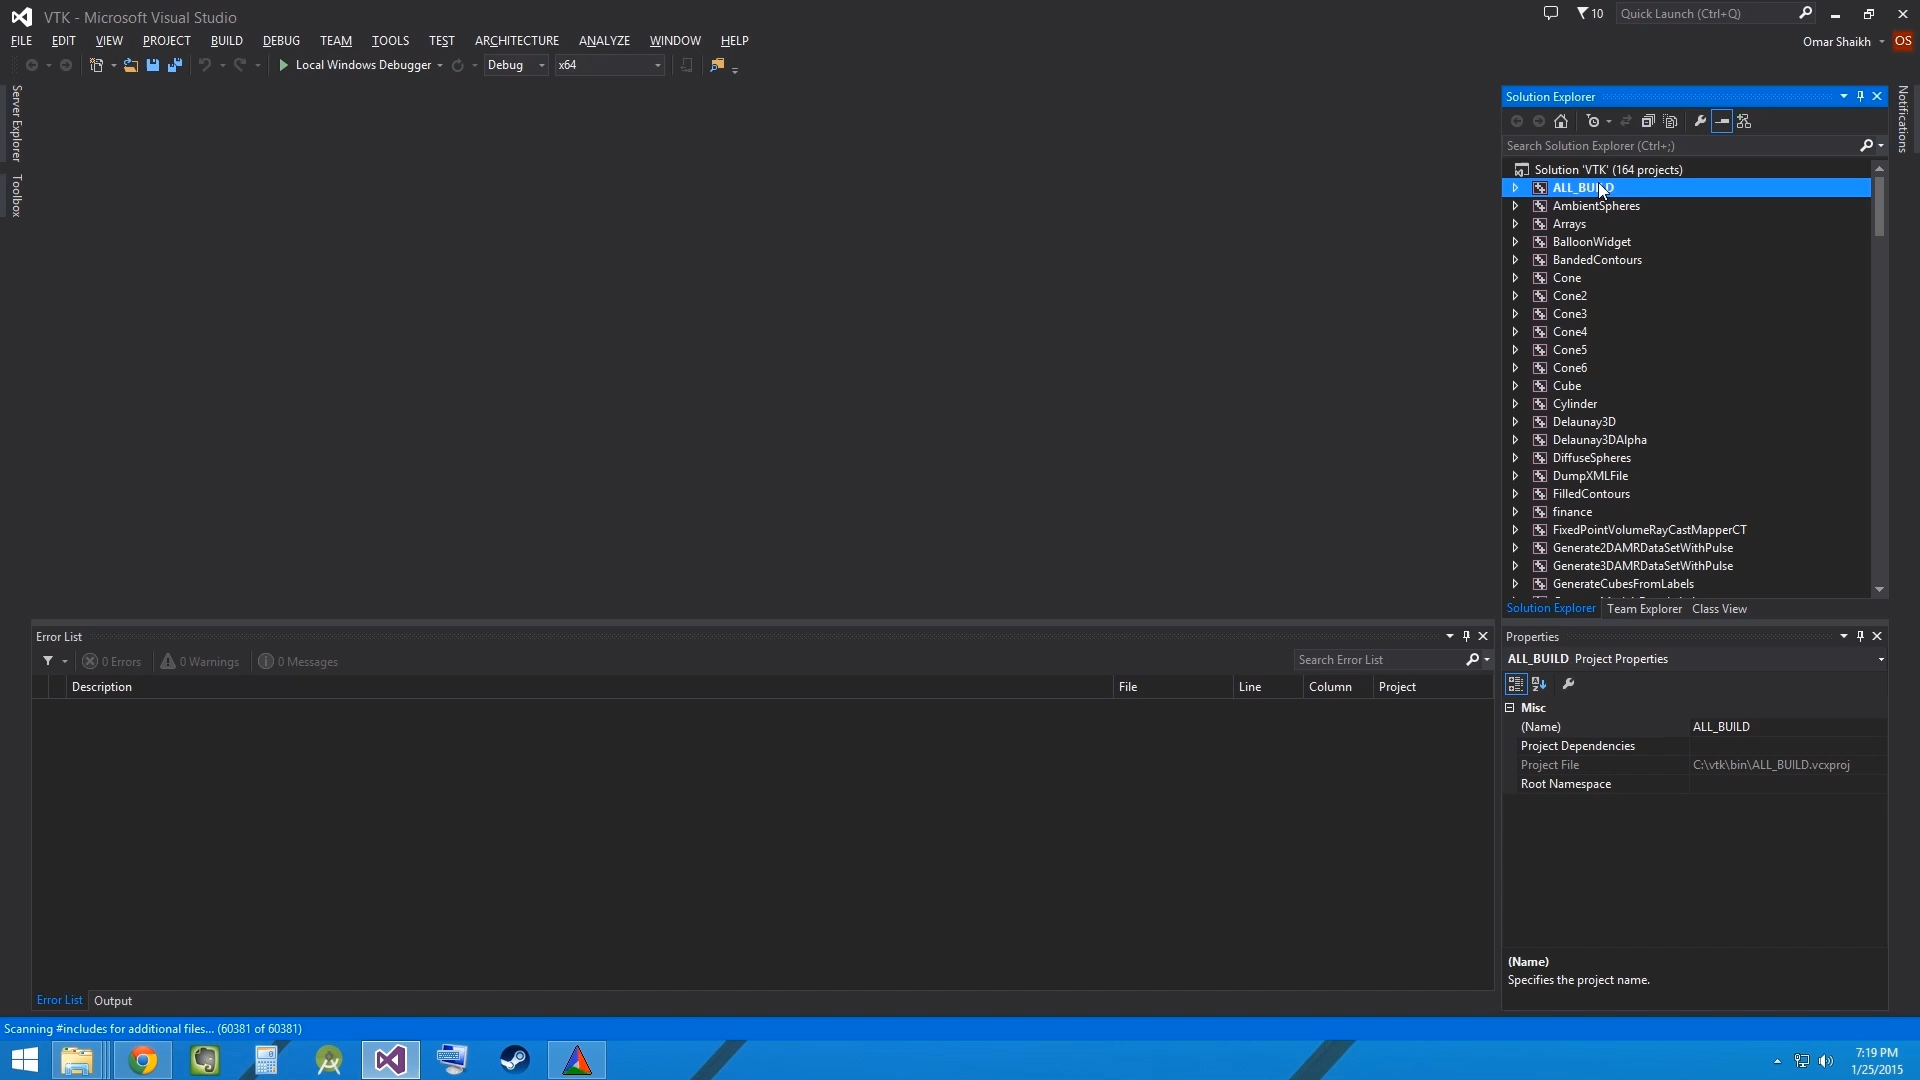 VTK - Microsoft Visual Studio
10
Quick Launch (Ctrl+Q)
FILE EDIT VIEW PROJECT BUILD DEBUG TEAM TOOLS TEST ARCHITECTURE ANALYZE WINDOW HELP
Omar Shaikh OS
Local Windows Debugger Debug x64
Server Explorer
Toolbox
Notifications
Solution Explorer
Search Solution Explorer (Ctrl+;)
Solution 'VTK' (164 projects)
ALL_BUILD
AmbientSpheres
Arrays
BalloonWidget
BandedContours
Cone
Cone2
Cone3
Cone4
Cone5
Cone6
Cube
Cylinder
Delaunay3D
Delaunay3DAlpha
DiffuseSpheres
DumpXMLFile
FilledContours
finance
FixedPointVolumeRayCastMapperCT
Generate2DAMRDataSetWithPulse
Generate3DAMRDataSetWithPulse
GenerateCubesFromLabels
Solution Explorer Team Explorer Class View
Error List
0 Errors 0 Warnings 0 Messages
Search Error List
Description File Line Column Project
Properties
ALL_BUILD Project Properties
Misc
(Name) ALL_BUILD
Project Dependencies
Project File C:\vtk\bin\ALL_BUILD.vcxproj
Root Namespace
(Name)
Specifies the project name.
Error List Output
Scanning #includes for additional files... (60381 of 60381)
7:19 PM
1/25/2015